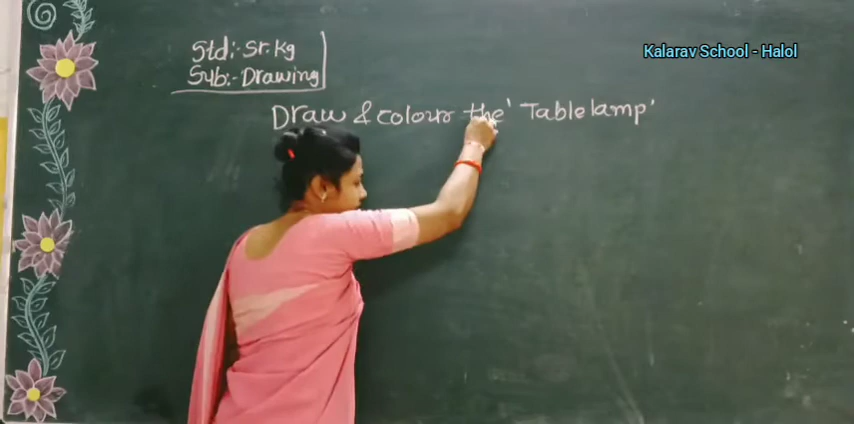 Std:- Sr. Kg
Sub:- Drawing
Kalarav School - Halol
Draw & colour the ' Table lamp '